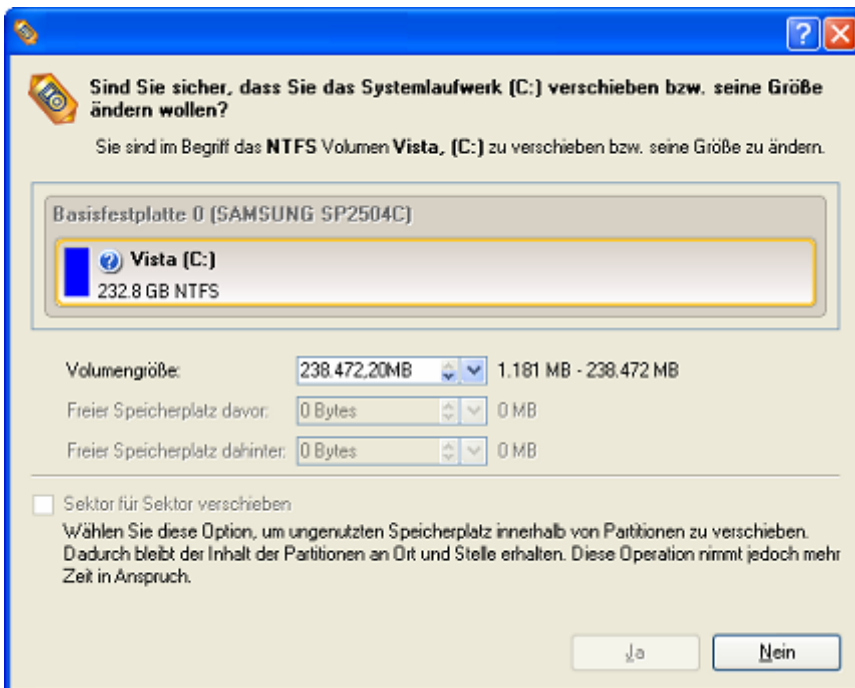 Sind Sie sicher, dass Sie das Systemlaufwerk (C:) verschieben bzw. seine Größe
ändern wollen?
Sie sind im Begriff das NTFS Volumen Vista, (C:) zu verschieben bzw. seine Größe zu ändern.
Basisfestplatte 0 (SAMSUNG SP2504C)
Vista (C:)
232.8 GB NTFS
Volumengröße: 238.472,20MB 1.181 MB - 238.472 MB
Freier Speicherplatz davor: 0 Bytes 0 MB
Freier Speicherplatz dahinter: 0 Bytes 0 MB
Sektor für Sektor verschieben
Wählen Sie diese Option, um ungenutzten Speicherplatz innerhalb von Partitionen zu verschieben.
Dadurch bleibt der Inhalt der Partitionen an Ort und Stelle erhalten. Diese Operation nimmt jedoch mehr
Zeit in Anspruch.
Ja Nein